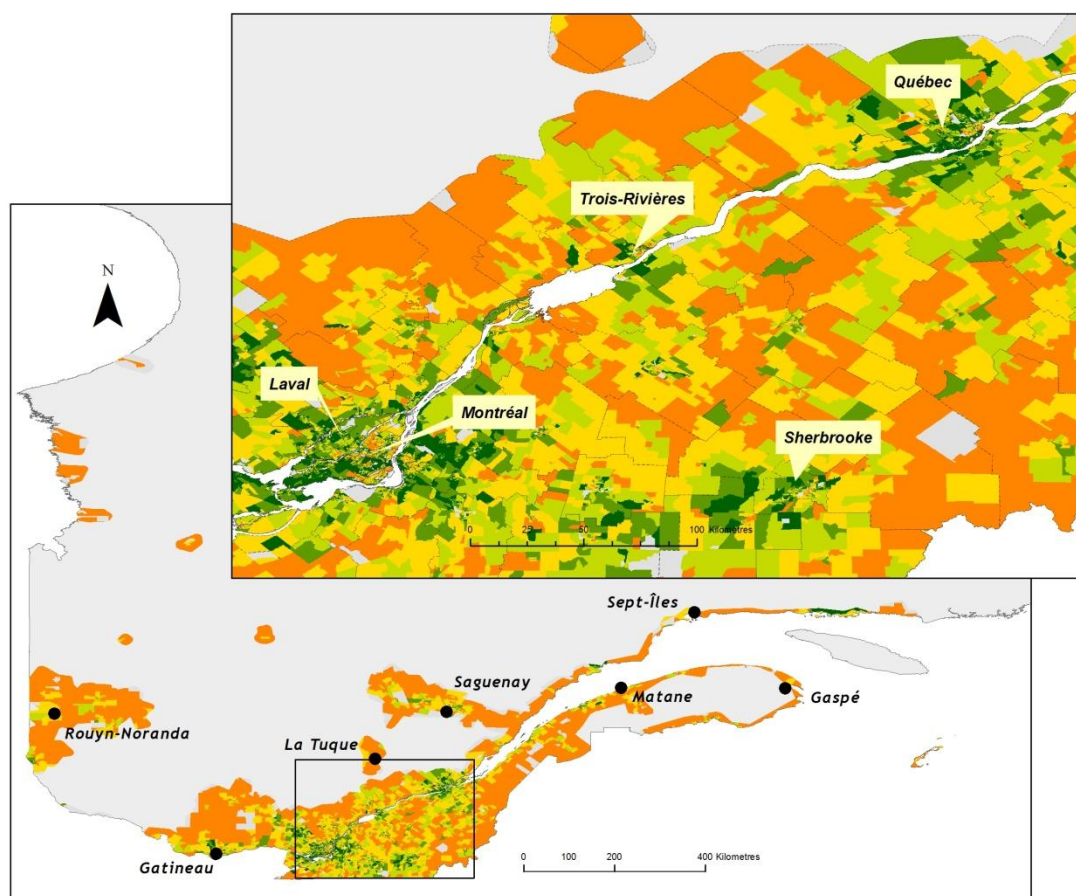 Québec
Trois-Rivières
Laval
Montréal
Sherbrooke
0 25 50 100 Kilometres
N
Sept-Îles
Saguenay
Matane
Gaspé
Rouyn-Noranda
La Tuque
Gatineau
0 100 200 400 Kilometres